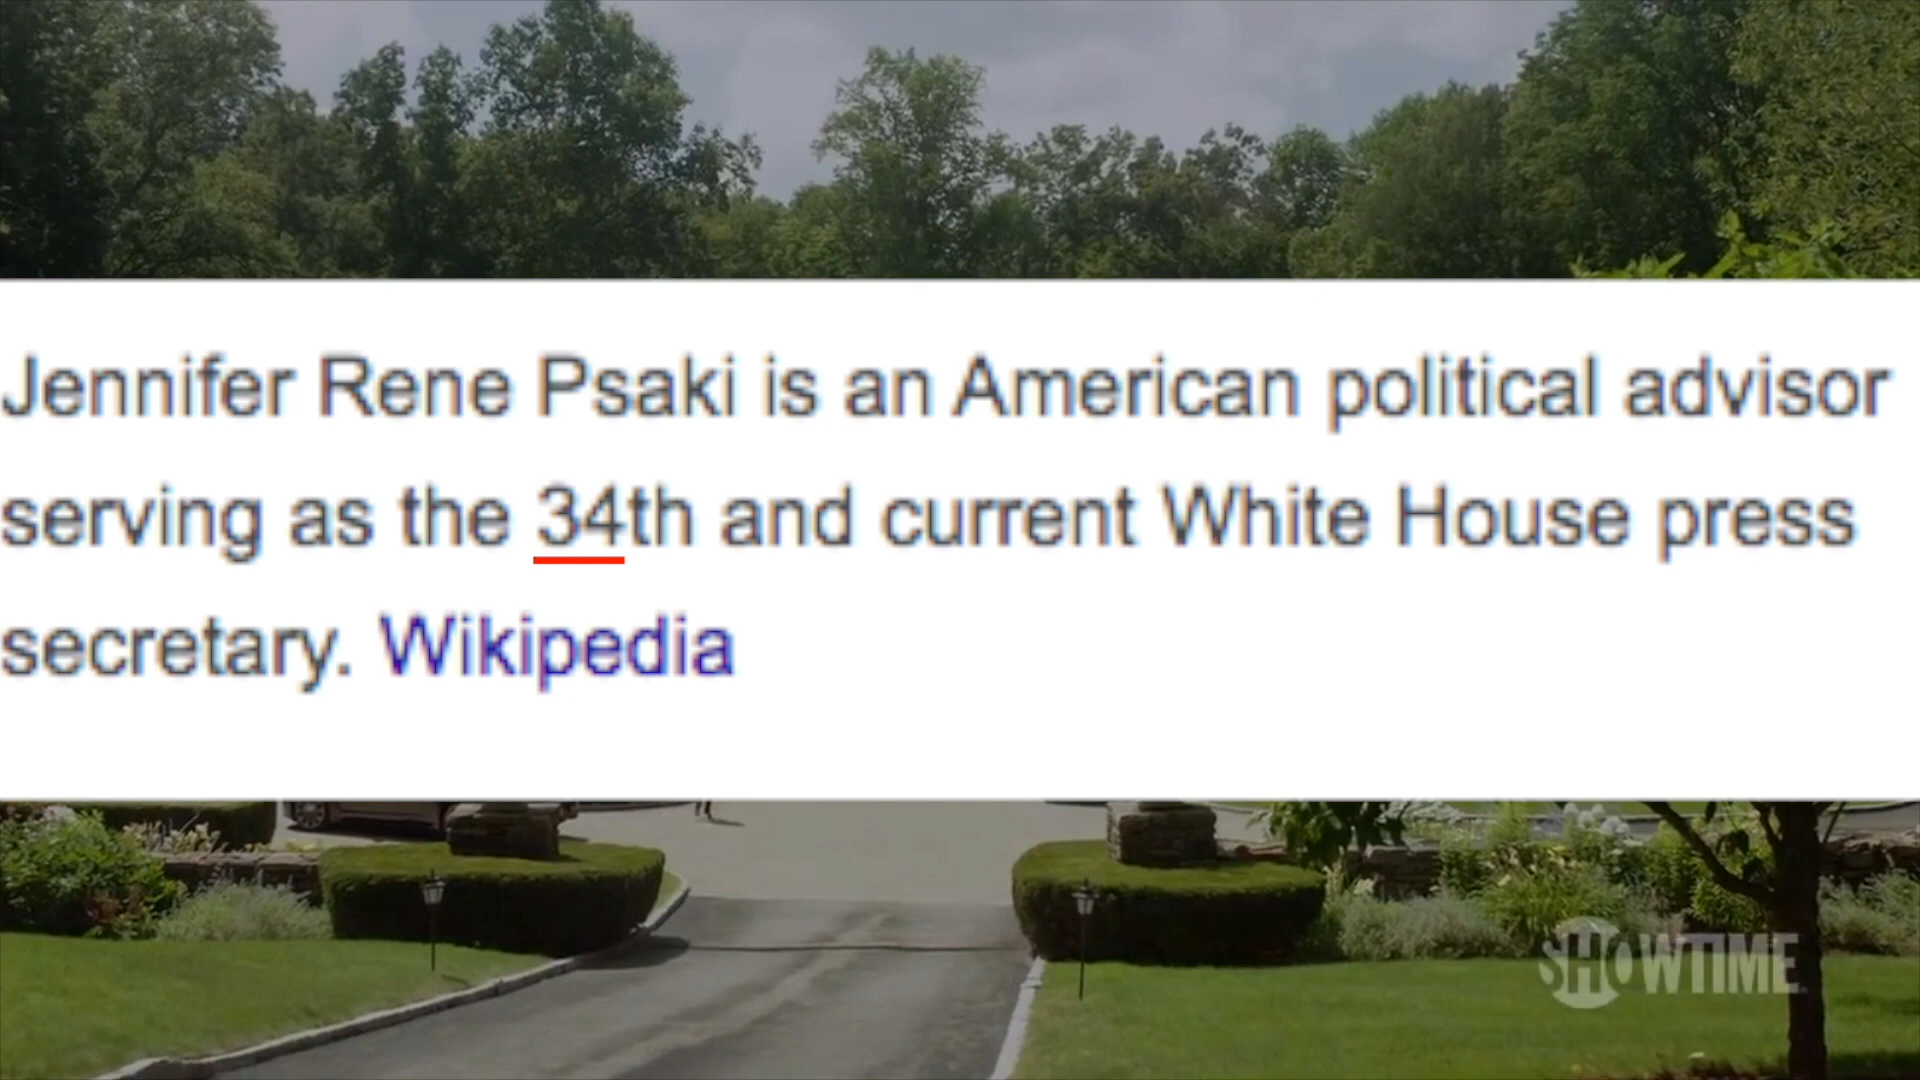 Jennifer Rene Psaki is an American political advisor
serving as the 34th and current White House press
secretary. Wikipedia
SHOWTIME